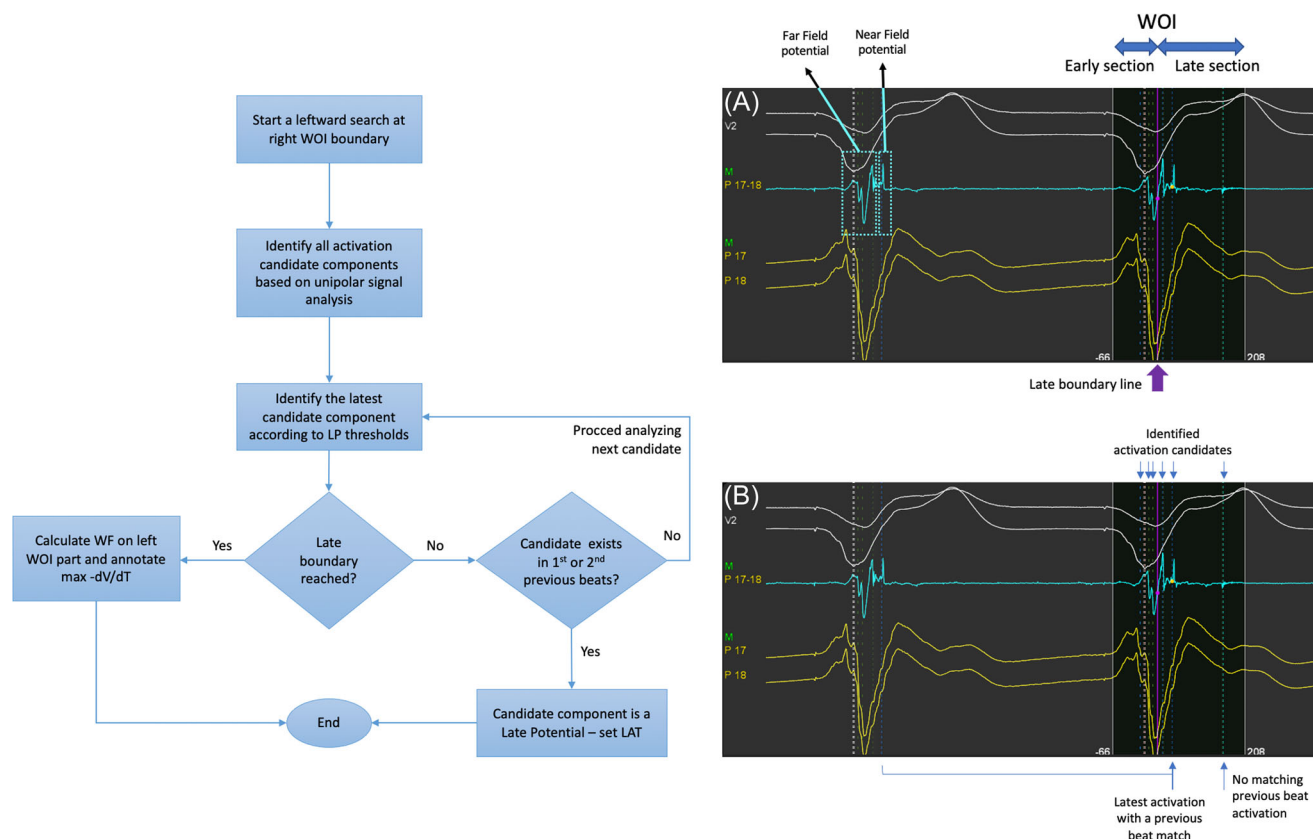 Start a leftward search at
right WOI boundary
Identify all activation
candidate components
based on unipolar signal
analysis
Identify the latest
candidate component
according to LP thresholds
Procced analyzing
next candidate
Late
boundary
reached?
Yes
No
Calculate WF on left
WOI part and annotate
max -dV/dT
Candidate exists
in 1st or 2nd
previous beats?
No
Yes
Candidate component is a
Late Potential – set LAT
End
Far Field
potential
Near Field
potential
WOI
Early section
Late section
(A)
V2
M
P 17-18
M
P 17
P 18
-66
208
Late boundary line
Identified
activation candidates
(B)
V2
M
P 17-18
M
P 17
P 18
-66
208
Latest activation
with a previous
beat match
No matching
previous beat
activation